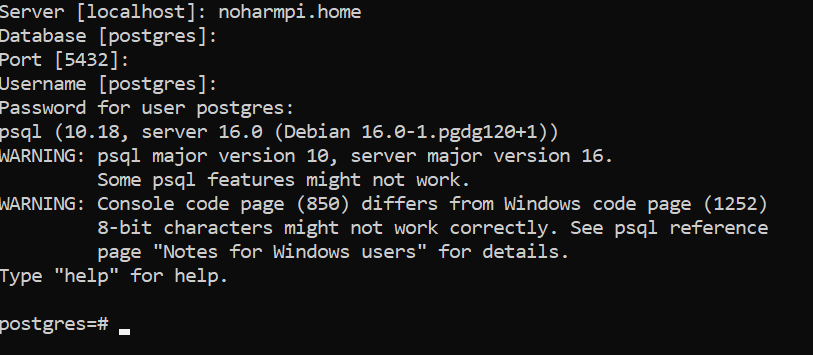 Server [localhost]: noharmpi.home
Database [postgres]:
Port [5432]:
Username [postgres]:
Password for user postgres:
psql (10.18, server 16.0 (Debian 16.0-1.pgdg120+1))
WARNING: psql major version 10, server major version 16.
         Some psql features might not work.
WARNING: Console code page (850) differs from Windows code page (1252)
         8-bit characters might not work correctly. See psql reference
         page "Notes for Windows users" for details.
Type "help" for help.
postgres=#